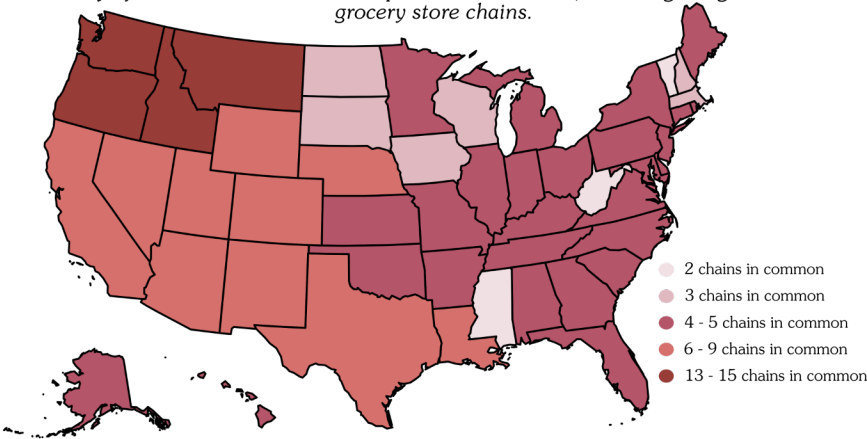 grocery store chains.
2 chains in common
3 chains in common
4 - 5 chains in common
6 - 9 chains in common
13 - 15 chains in common